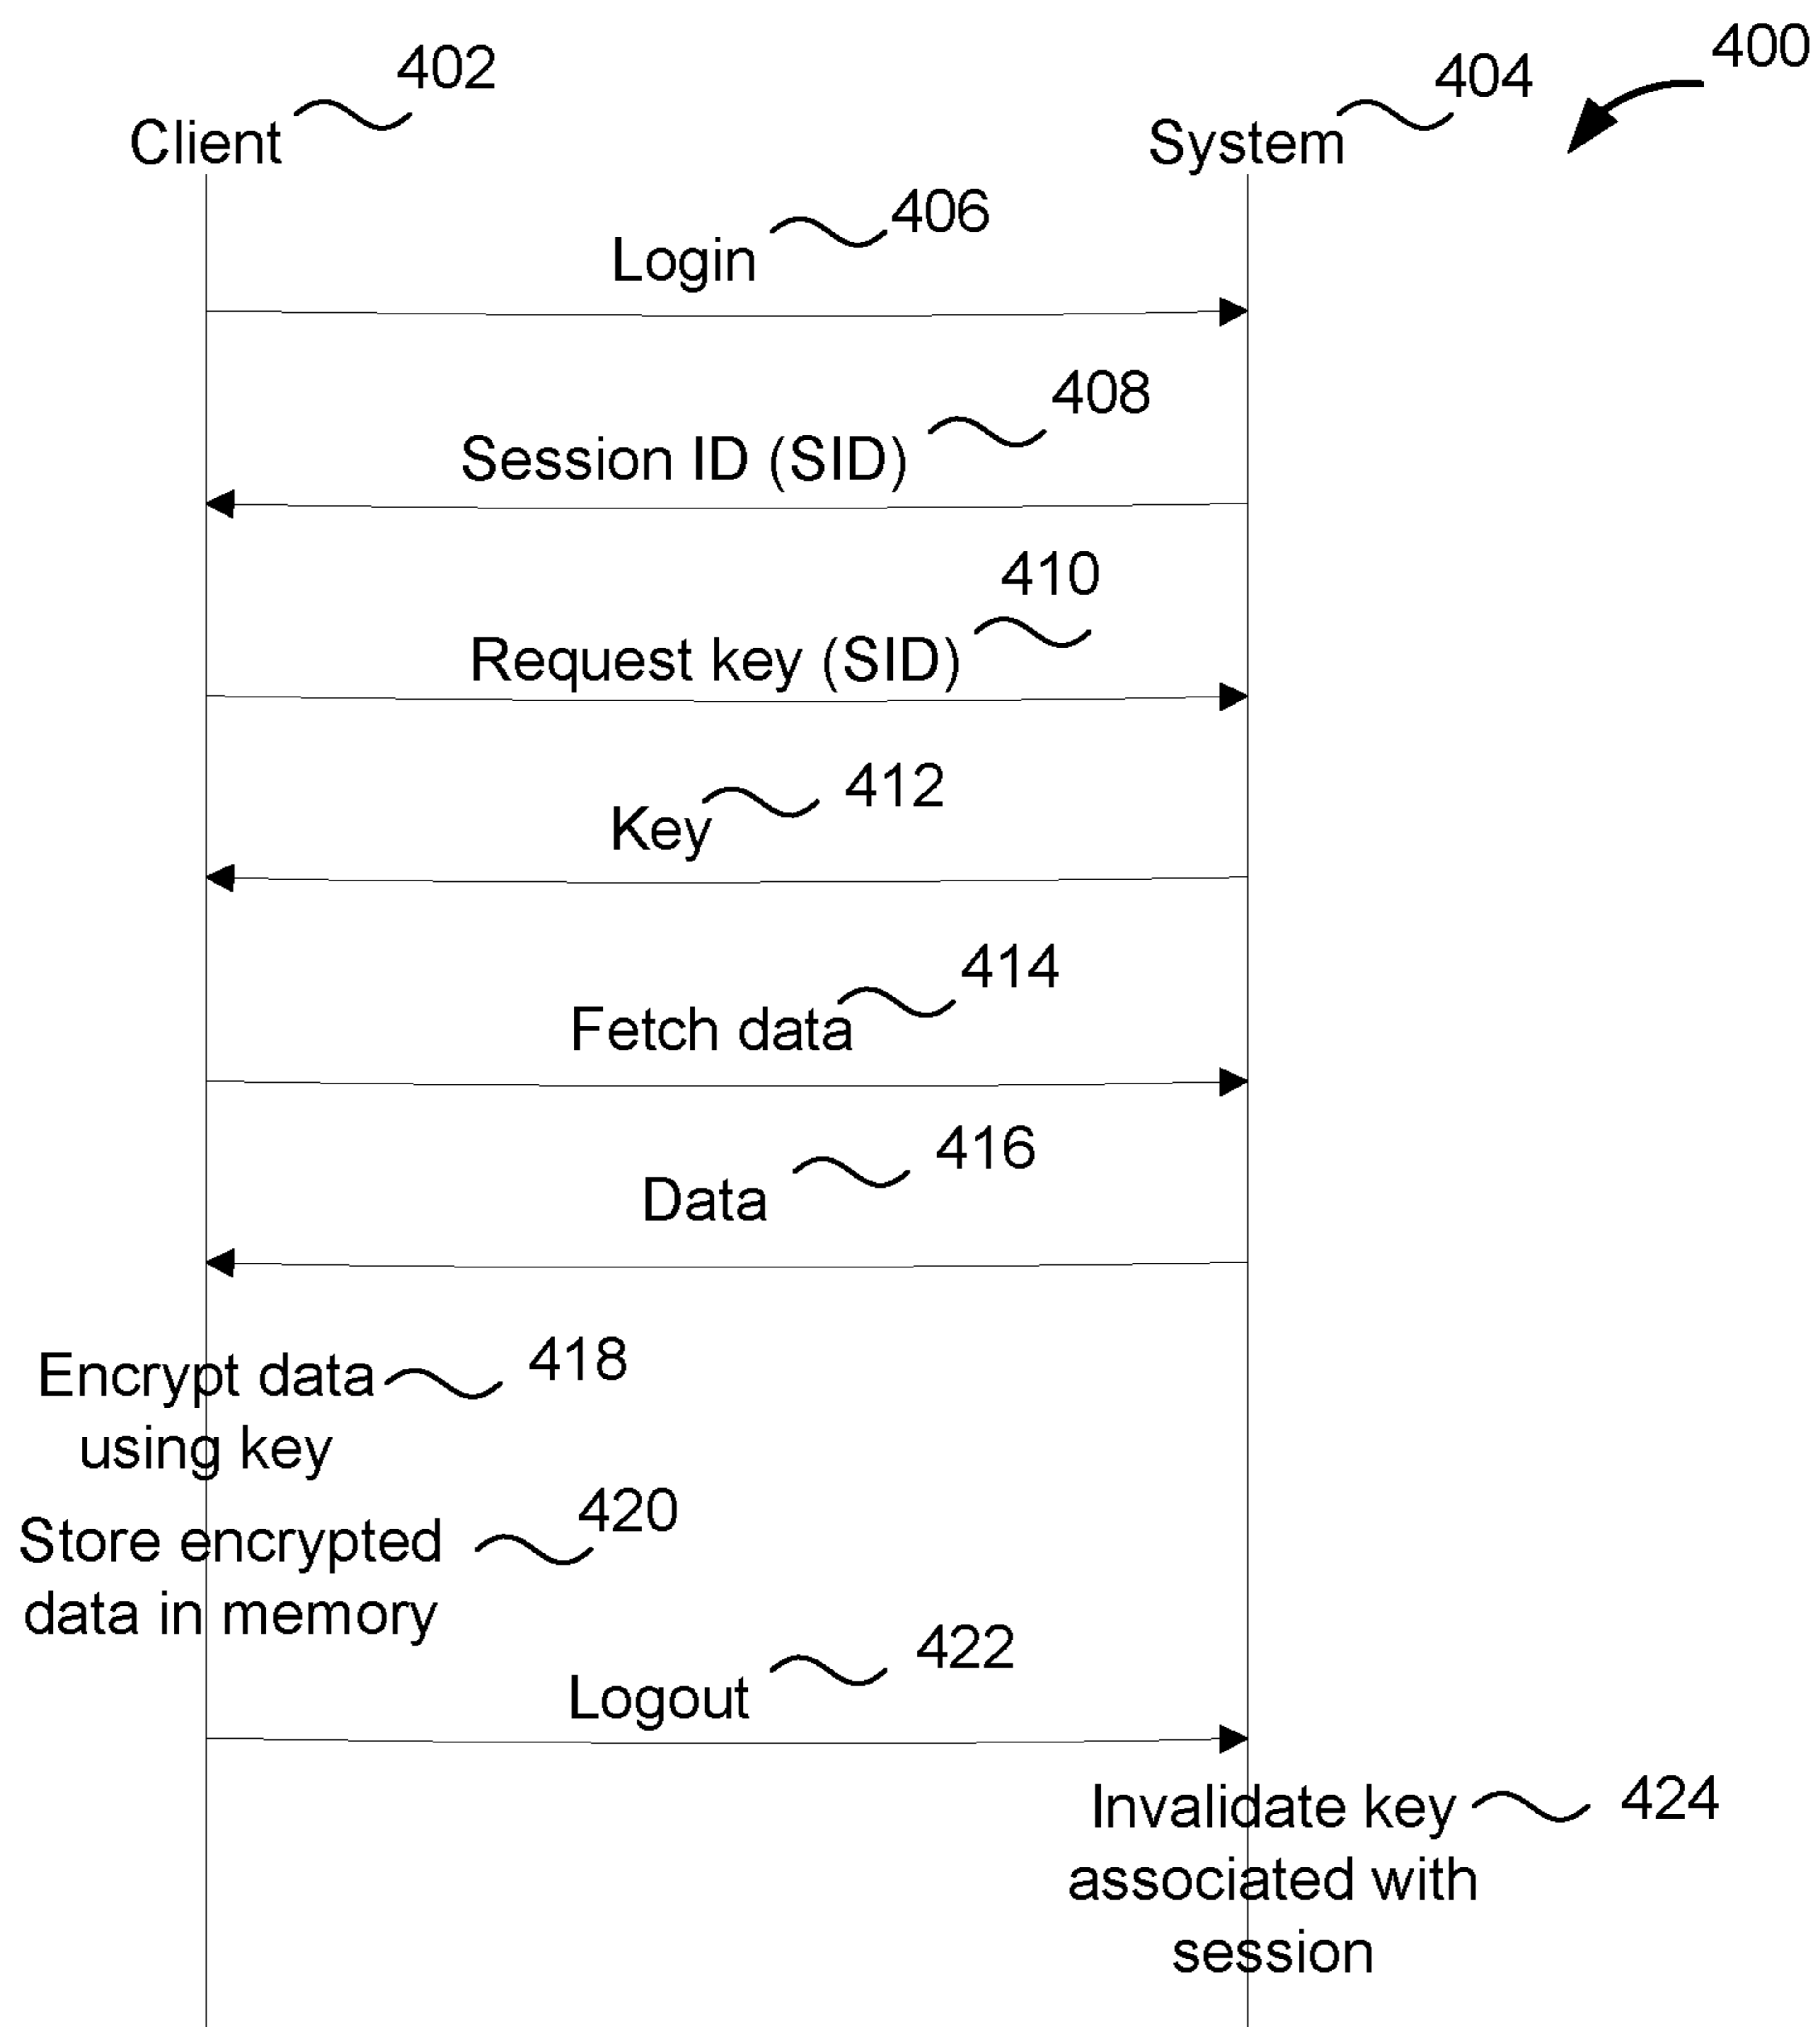 400
402
404
Client
System
406
Login
408
Session ID (SID)
410
Request key (SID)
412
Key
414
Fetch data
416
Data
418
Encrypt data
using key
420
Store encrypted
data in memory
422
Logout
424
Invalidate key
associated with
session